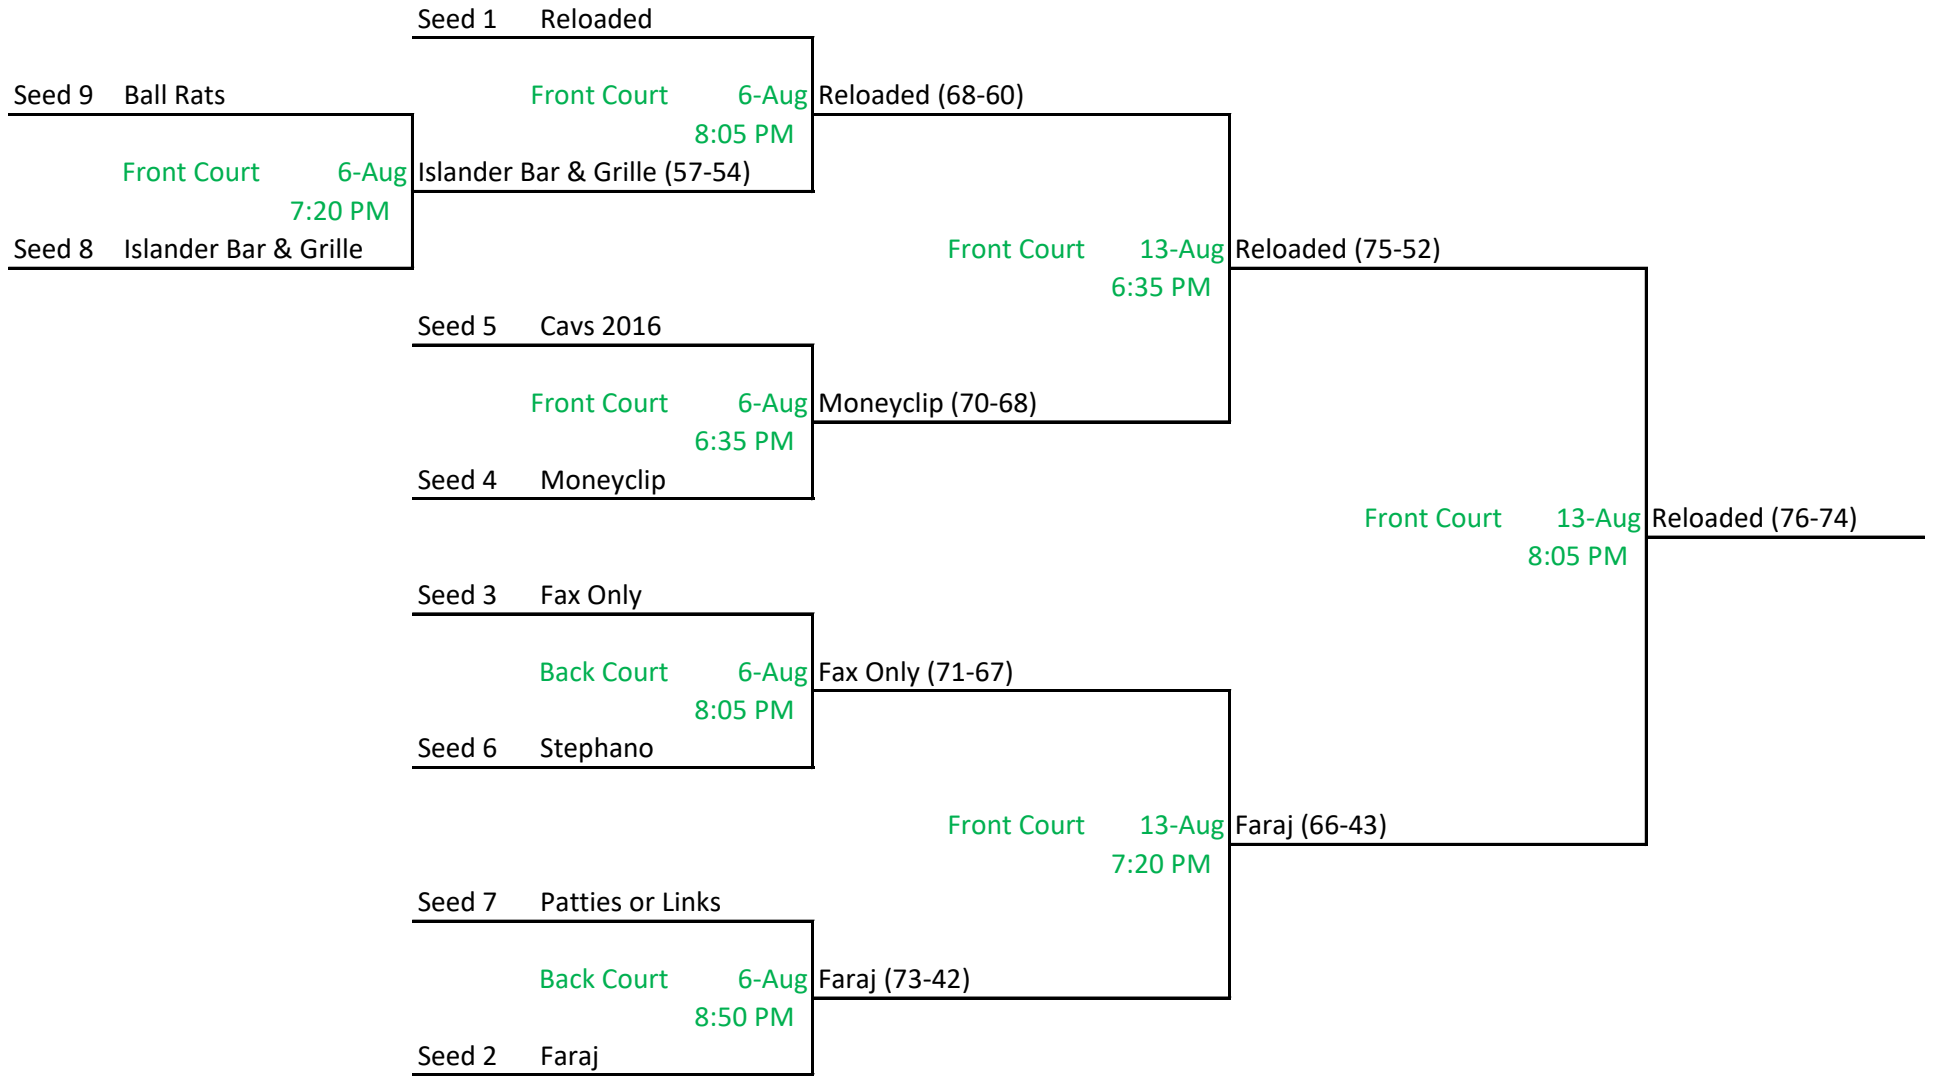 Seed 1 Reloaded
Seed 9 Ball Rats
Front Court 6-Aug Reloaded (68-60)
8:05 PM
Front Court 6-Aug Islander Bar & Grille (57-54)
7:20 PM
Seed 8 Islander Bar & Grille
Front Court 13-Aug Reloaded (75-52)
6:35 PM
Seed 5 Cavs 2016
Front Court 6-Aug Moneyclip (70-68)
6:35 PM
Seed 4 Moneyclip
Front Court 13-Aug Reloaded (76-74)
8:05 PM
Seed 3 Fax Only
Back Court 6-Aug Fax Only (71-67)
8:05 PM
Seed 6 Stephano
Front Court 13-Aug Faraj (66-43)
7:20 PM
Seed 7 Patties or Links
Back Court 6-Aug Faraj (73-42)
8:50 PM
Seed 2 Faraj